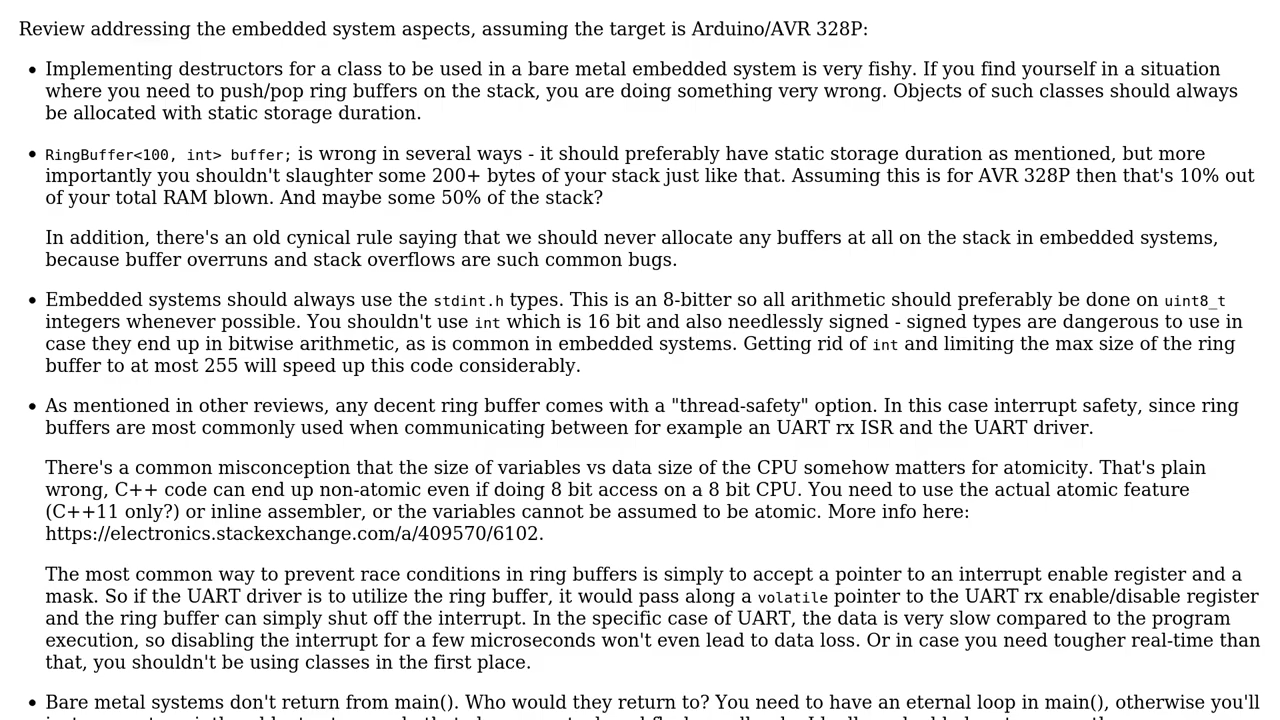 Review addressing the embedded system aspects, assuming the target is Arduino/AVR 328P:
• Implementing destructors for a class to be used in a bare metal embedded system is very fishy. If you find yourself in a situation
where you need to push/pop ring buffers on the stack, you are doing something very wrong. Objects of such classes should always
be allocated with static storage duration.
• RingBuffer<100, int> buffer; is wrong in several ways - it should preferably have static storage duration as mentioned, but more
importantly you shouldn't slaughter some 200+ bytes of your stack just like that. Assuming this is for AVR 328P then that's 10% out
of your total RAM blown. And maybe some 50% of the stack?
In addition, there's an old cynical rule saying that we should never allocate any buffers at all on the stack in embedded systems,
because buffer overruns and stack overflows are such common bugs.
• Embedded systems should always use the stdint.h types. This is an 8-bitter so all arithmetic should preferably be done on uint8_t
integers whenever possible. You shouldn't use int which is 16 bit and also needlessly signed - signed types are dangerous to use in
case they end up in bitwise arithmetic, as is common in embedded systems. Getting rid of int and limiting the max size of the ring
buffer to at most 255 will speed up this code considerably.
• As mentioned in other reviews, any decent ring buffer comes with a "thread-safety" option. In this case interrupt safety, since ring
buffers are most commonly used when communicating between for example an UART rx ISR and the UART driver.
There's a common misconception that the size of variables vs data size of the CPU somehow matters for atomicity. That's plain
wrong, C++ code can end up non-atomic even if doing 8 bit access on a 8 bit CPU. You need to use the actual atomic feature
(C++11 only?) or inline assembler, or the variables cannot be assumed to be atomic. More info here:
https://electronics.stackexchange.com/a/409570/6102.
The most common way to prevent race conditions in ring buffers is simply to accept a pointer to an interrupt enable register and a
mask. So if the UART driver is to utilize the ring buffer, it would pass along a volatile pointer to the UART rx enable/disable register
and the ring buffer can simply shut off the interrupt. In the specific case of UART, the data is very slow compared to the program
execution, so disabling the interrupt for a few microseconds won't even lead to data loss. Or in case you need tougher real-time than
that, you shouldn't be using classes in the first place.
• Bare metal systems don't return from main(). Who would they return to? You need to have an eternal loop in main(), otherwise you'll